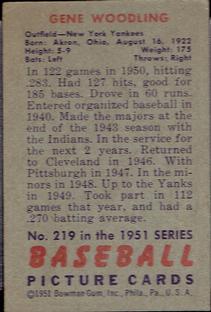 GENE WOODLING
Outfield—New York Yankees
Born: Akron, Ohio, August 16, 1922
Height: 5-9 Weight: 175
Bats: Left Throws: Right
In 122 games in 1950, hitting
.283. Had 127 hits, good for
185 bases. Drove in 60 runs.
Entered organized baseball in
1940. Made the majors at the
end of the 1943 season with
the Indians. In the service for
the next 2 years. Returned
to Cleveland in 1946. With
Pittsburgh in 1947. In the mi-
nors in 1948. Up to the Yanks
in 1949. Took part in 112
games that year, and had a
.270 batting average.
No. 219 in the 1951 SERIES
BASEBALL
PICTURE CARDS
©1951 Bowman Gum, Inc., Phila., Pa., U. S. A.